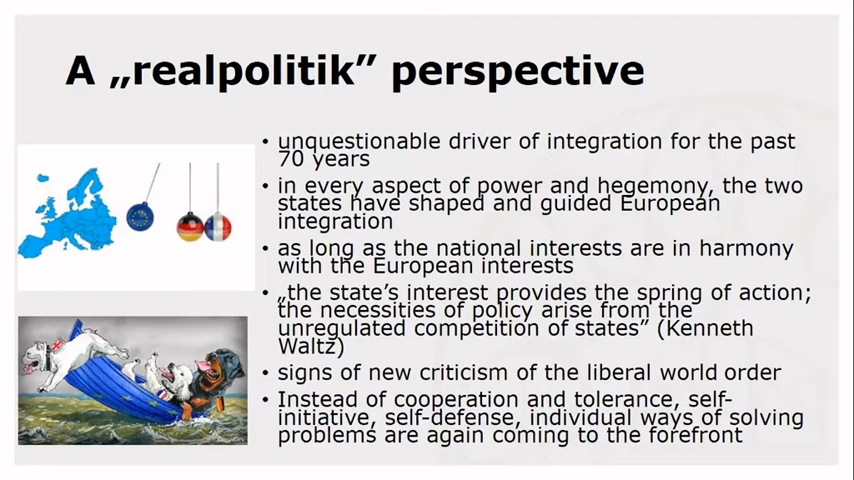 A „realpolitik” perspective
• unquestionable driver of integration for the past
70 years
• in every aspect of power and hegemony, the two
states have shaped and guided European
integration
• as long as the national interests are in harmony
with the European interests
• „the state’s interest provides the spring of action;
the necessities of policy arise from the
unregulated competition of states” (Kenneth
Waltz)
• signs of new criticism of the liberal world order
• Instead of cooperation and tolerance, self-
initiative, self-defense, individual ways of solving
problems are again coming to the forefront